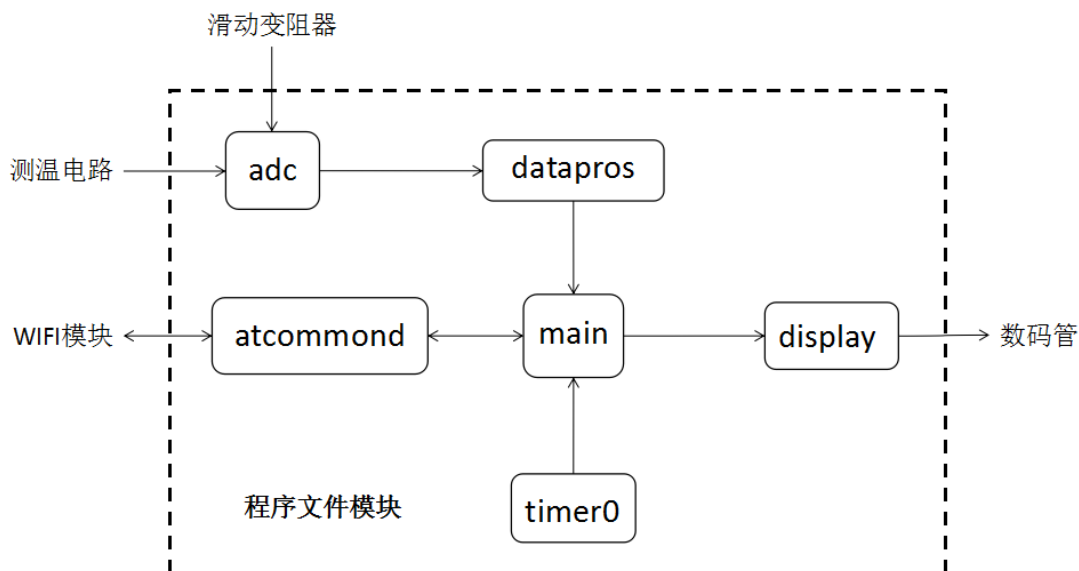 滑动变阻器
测温电路
adc
datapros
WIFI模块
atcommond
main
display
数码管
程序文件模块
timer0